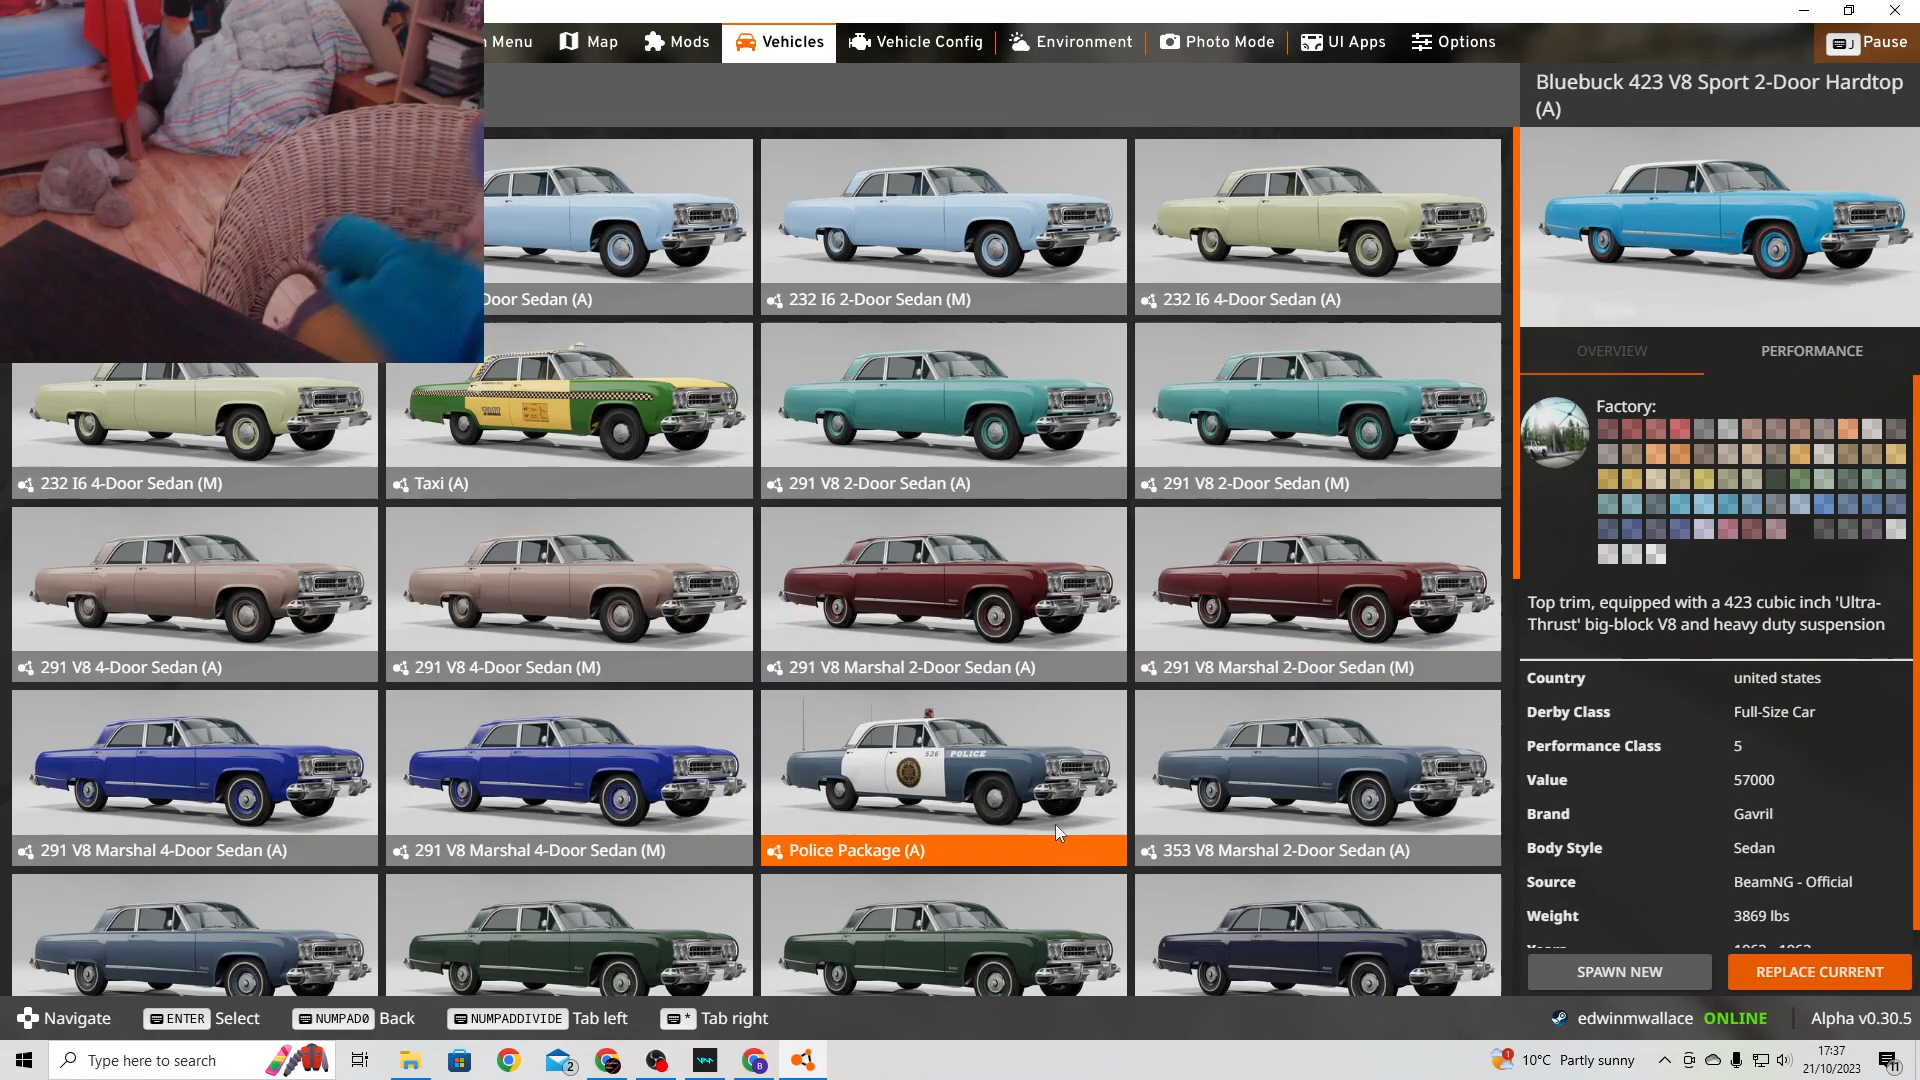 Menu
Map
Mods
Vehicles
Vehicle Config
Environment
Photo Mode
UI Apps
Options
J Pause
Bluebuck 423 V8 Sport 2-Door Hardtop
(A)
Door Sedan (A)
232 I6 2-Door Sedan (M)
232 I6 4-Door Sedan (A)
232 I6 4-Door Sedan (M)
Taxi (A)
291 V8 2-Door Sedan (A)
291 V8 2-Door Sedan (M)
291 V8 4-Door Sedan (A)
291 V8 4-Door Sedan (M)
291 V8 Marshal 2-Door Sedan (A)
291 V8 Marshal 2-Door Sedan (M)
526 POLICE
291 V8 Marshal 4-Door Sedan (A)
291 V8 Marshal 4-Door Sedan (M)
Police Package (A)
353 V8 Marshal 2-Door Sedan (A)
OVERVIEW
PERFORMANCE
Factory:
Top trim, equipped with a 423 cubic inch 'Ultra-
Thrust' big-block V8 and heavy duty suspension
Country united states
Derby Class Full-Size Car
Performance Class 5
Value 57000
Brand Gavril
Body Style Sedan
Source BeamNG - Official
Weight 3869 lbs
SPAWN NEW
REPLACE CURRENT
Navigate
ENTER Select
NUMPAD0 Back
NUMPADDIVIDE Tab left
* Tab right
edwinmwallace ONLINE
Alpha v0.30.5
Type here to search
2
1
10°C Partly sunny
17:37
21/10/2023
11